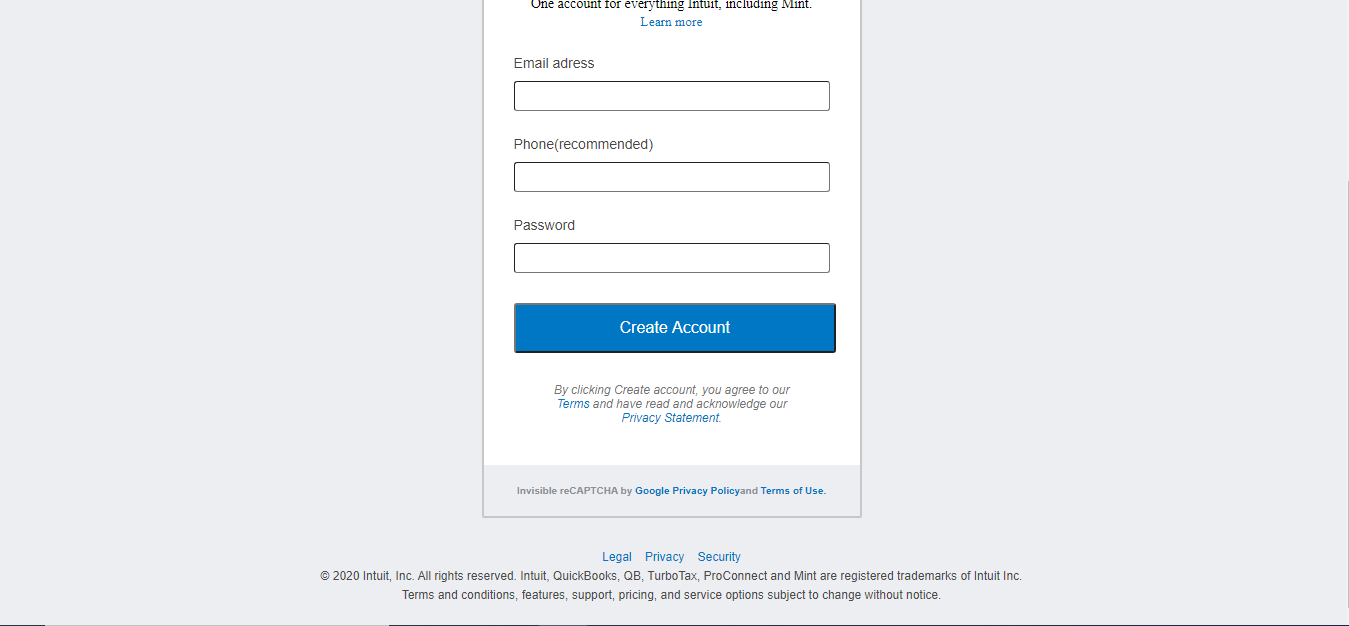 One account for everything Intuit, including Mint.
Learn more
Email adress
Phone(recommended)
Password
Create Account
By clicking Create account, you agree to our
Terms and have read and acknowledge our
Privacy Statement.
Invisible reCAPTCHA by Google Privacy Policyand Terms of Use.
Legal Privacy Security
© 2020 Intuit, Inc. All rights reserved. Intuit, QuickBooks, QB, TurboTax, ProConnect and Mint are registered trademarks of Intuit Inc.
Terms and conditions, features, support, pricing, and service options subject to change without notice.